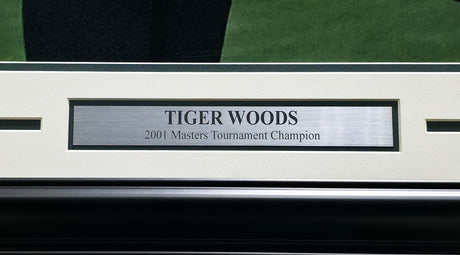 TIGER WOODS
2001 Masters Tournament Champion